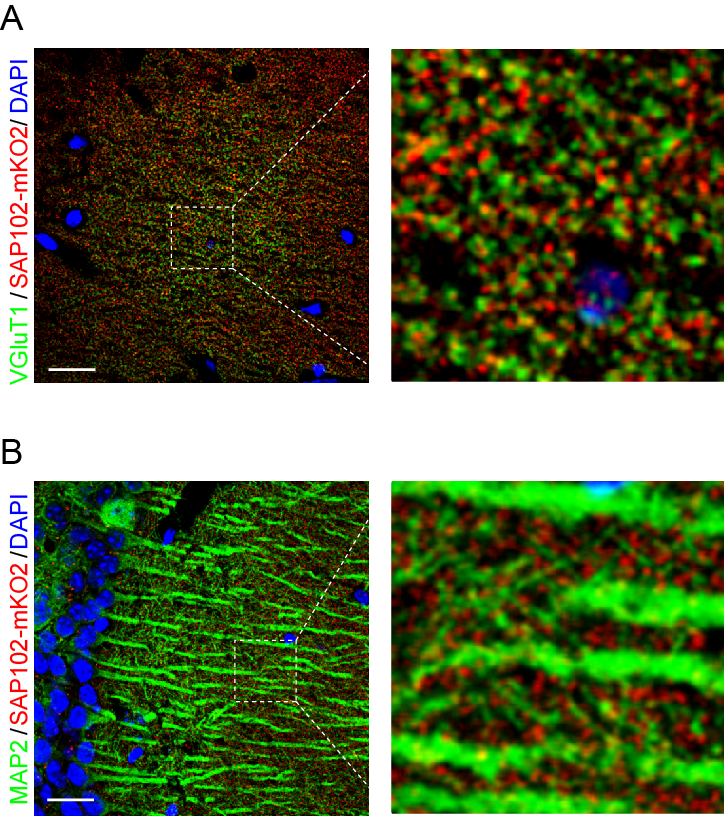 A
VGluT1 / SAP102-mKO2/ DAPI
B
MAP2 / SAP102-mKO2 /DAPI